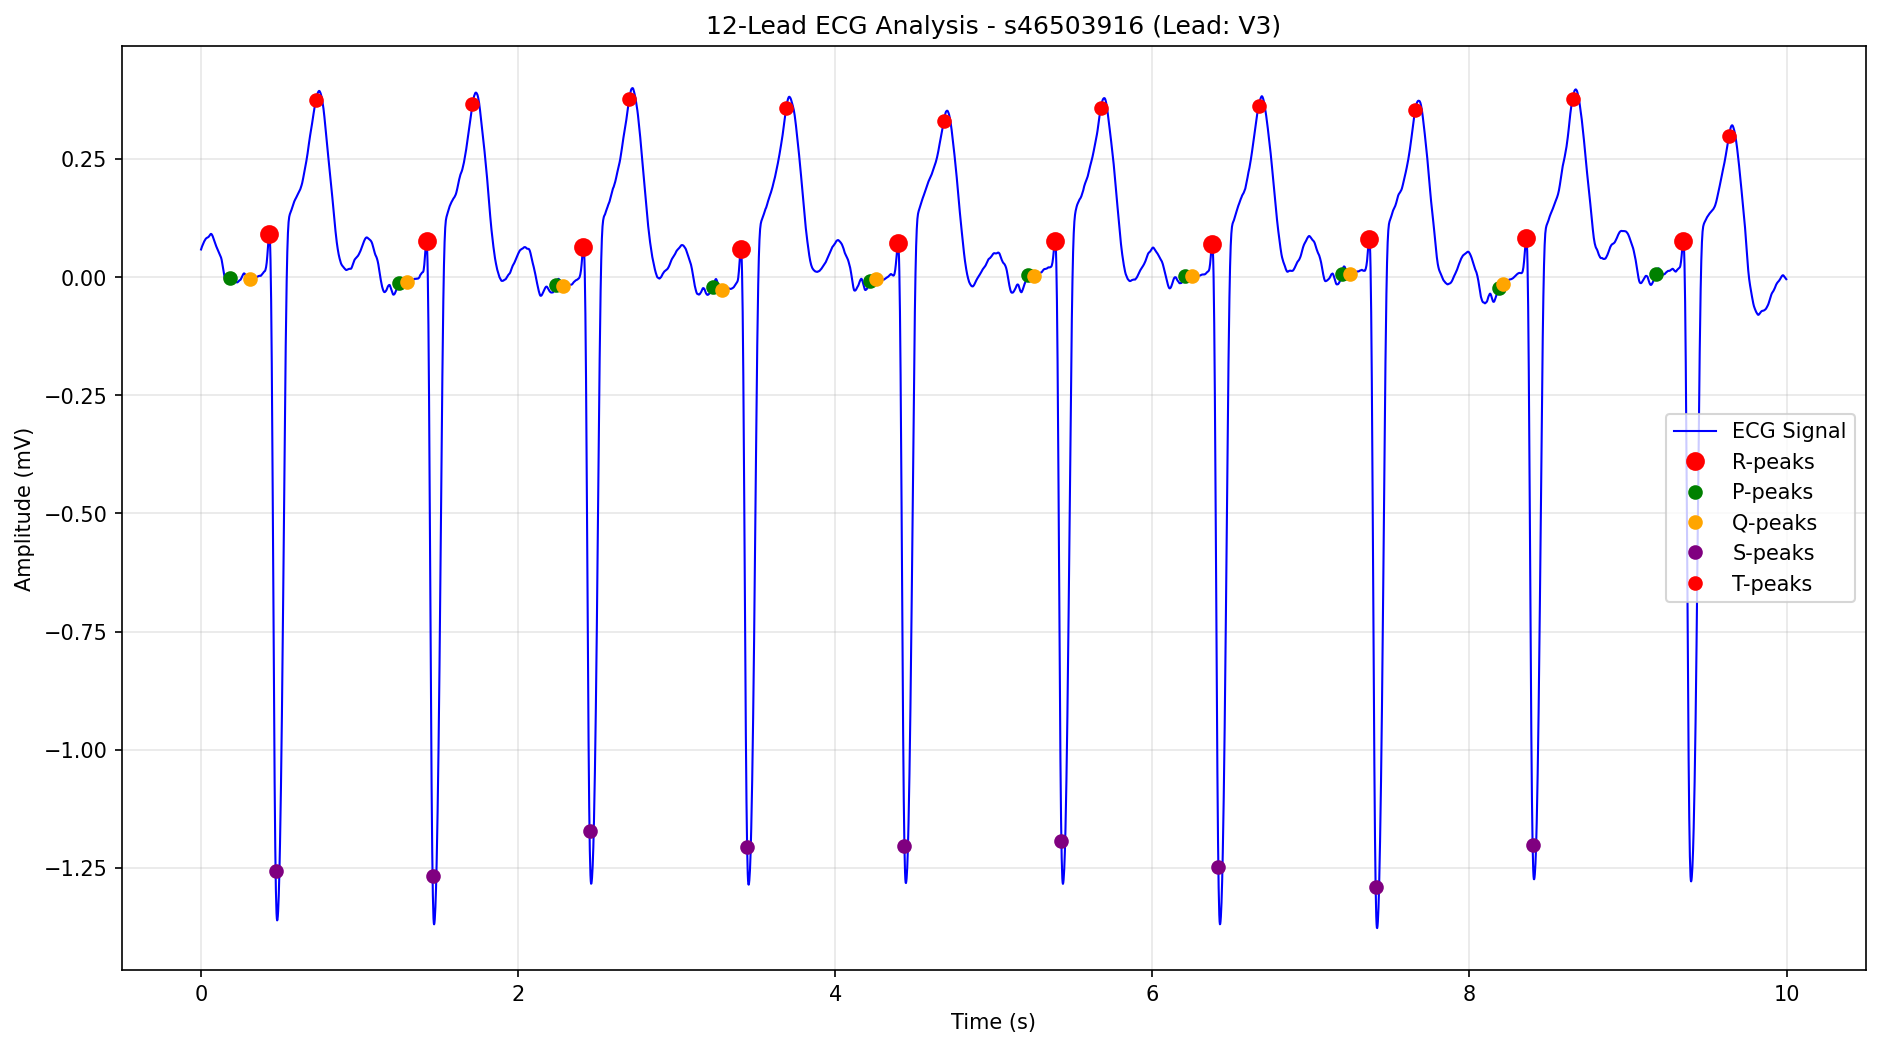 12-Lead ECG Analysis - s46503916 (Lead: V3)
Amplitude (mV)
0.25
0.00
−0.25
−0.50
−0.75
−1.00
−1.25
ECG Signal
R-peaks
P-peaks
Q-peaks
S-peaks
T-peaks
0 2 4 6 8 10
Time (s)